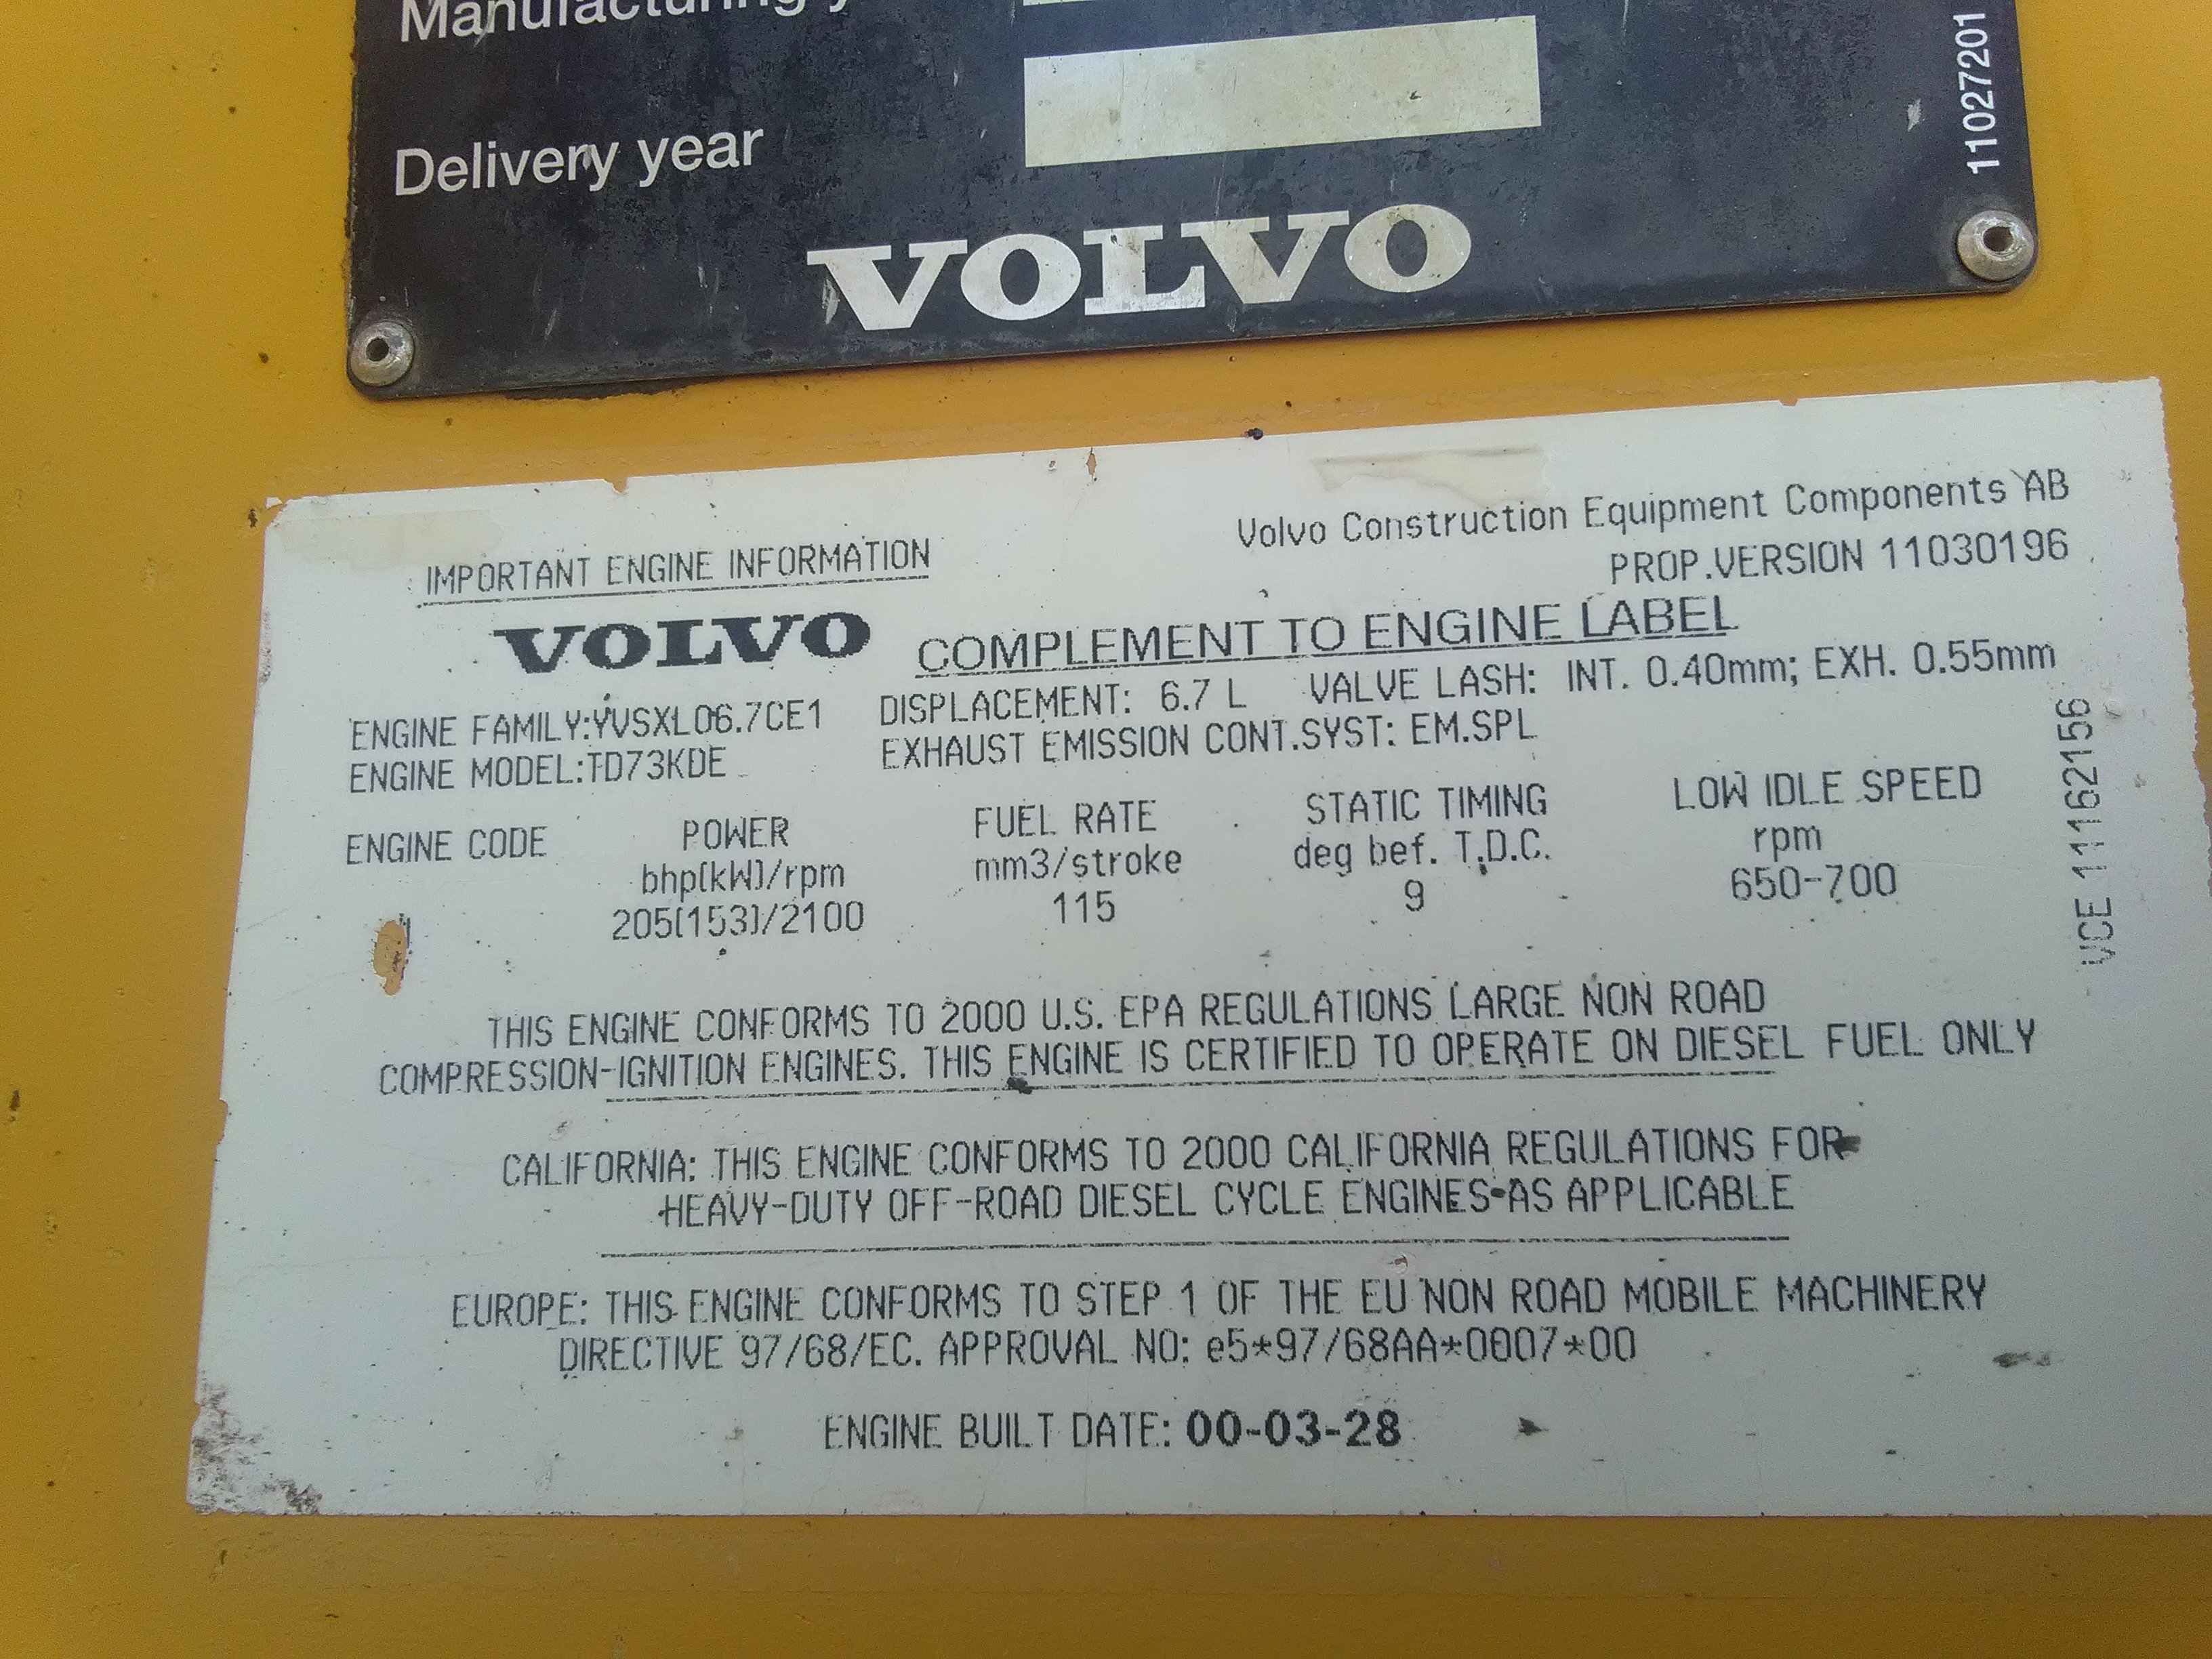 Manufacturing
Delivery year
11027201
VOLVO
Volvo Construction Equipment Components AB
IMPORTANT ENGINE INFORMATION
PROP.VERSION 11030196
VOLVO COMPLEMENT TO ENGINE LABEL
ENGINE FAMILY:YVSXL06.7CE1 DISPLACEMENT: 6.7 L VALVE LASH: INT. 0.40mm; EXH. 0.55mm
ENGINE MODEL:TD73KDE EXHAUST EMISSION CONT.SYST: EM.SPL
ENGINE CODE POWER FUEL RATE STATIC TIMING LOW IDLE SPEED
bhp(kW)/rpm mm3/stroke deg bef. T.D.C. rpm
205(153)/2100 115 9 650-700
VCE 11162156
THIS ENGINE CONFORMS TO 2000 U.S. EPA REGULATIONS LARGE NON ROAD
COMPRESSION-IGNITION ENGINES. THIS ENGINE IS CERTIFIED TO OPERATE ON DIESEL FUEL ONLY
CALIFORNIA: THIS ENGINE CONFORMS TO 2000 CALIFORNIA REGULATIONS FOR
HEAVY-DUTY OFF-ROAD DIESEL CYCLE ENGINES AS APPLICABLE
EUROPE: THIS ENGINE CONFORMS TO STEP 1 OF THE EU NON ROAD MOBILE MACHINERY
DIRECTIVE 97/68/EC. APPROVAL NO: e5*97/68AA*0007*00
ENGINE BUILT DATE: 00-03-28